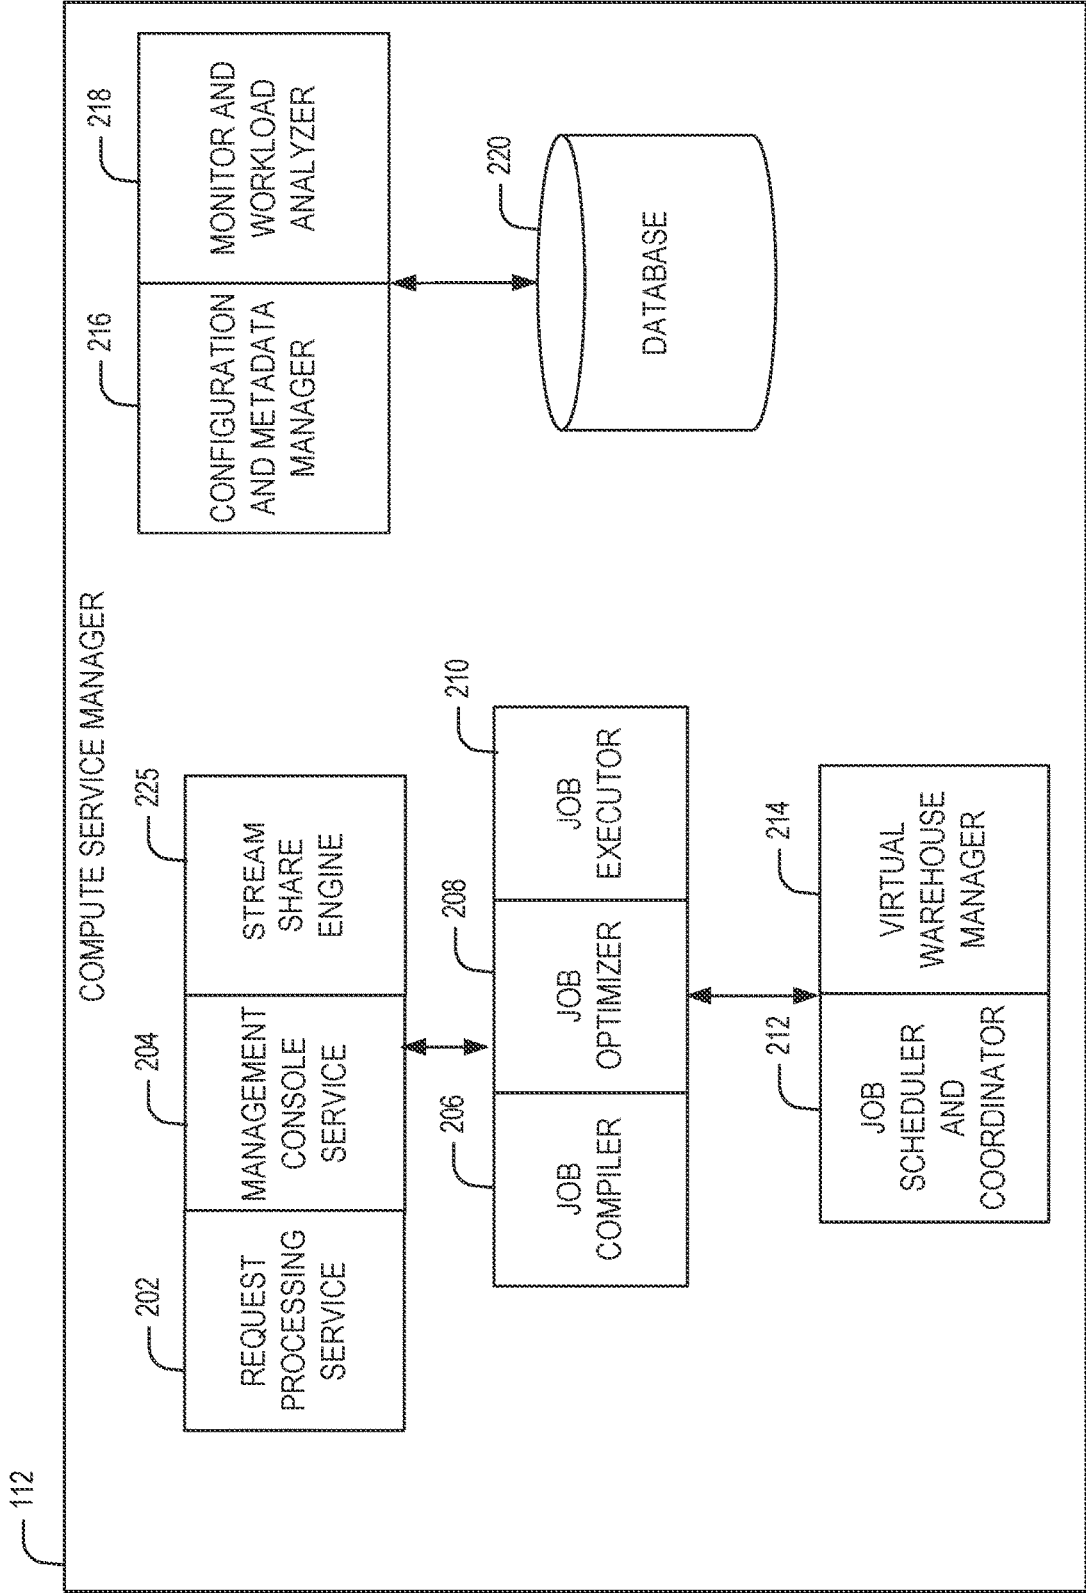 112
COMPUTE SERVICE MANAGER
202
REQUEST
PROCESSING
SERVICE
204
MANAGEMENT
CONSOLE
SERVICE
225
STREAM
SHARE
ENGINE
206
JOB
COMPILER
208
JOB
OPTIMIZER
210
JOB
EXECUTOR
212
JOB
SCHEDULER
AND
COORDINATOR
214
VIRTUAL
WAREHOUSE
MANAGER
216
CONFIGURATION
AND METADATA
MANAGER
218
MONITOR AND
WORKLOAD
ANALYZER
220
DATABASE